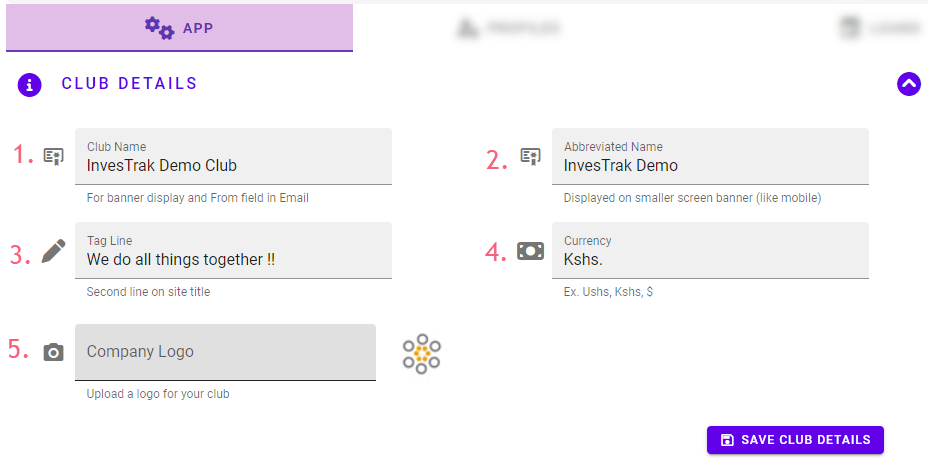 APP
CLUB DETAILS
1. Club Name
InvesTrak Demo Club
For banner display and From field in Email
2. Abbreviated Name
InvesTrak Demo
Displayed on smaller screen banner (like mobile)
3. Tag Line
We do all things together !!
Second line on site title
4. Currency
Kshs.
Ex. Ushs, Kshs, $
5. Company Logo
Upload a logo for your club
SAVE CLUB DETAILS